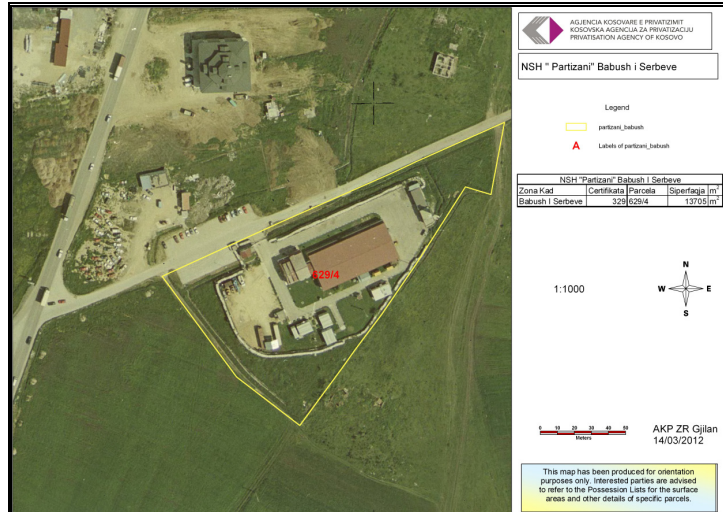 AGJENCIA KOSOVARE E PRIVATIZIMIT
KOSOVSKA AGENCIJA ZA PRIVATIZACIJU
PRIVATISATION AGENCY OF KOSOVO
NSH " Partizani" Babush i Serbeve
Legend
partizani_babush
A Labels of partizani_babush
NSH "Partizani" Babush I Serbeve
Zona Kad Certifikata Parcela Siperfaqja m²
Babush I Serbeve 329 629/4 13705 m²
629/4
1:1000
N
W E
S
0 10 20 30 40 50
Meters
AKP ZR Gjilan
14/03/2012
This map has been produced for orientation
purposes only. Interested parties are advised
to refer to the Possession Lists for the surface
areas and other details of specific parcels.